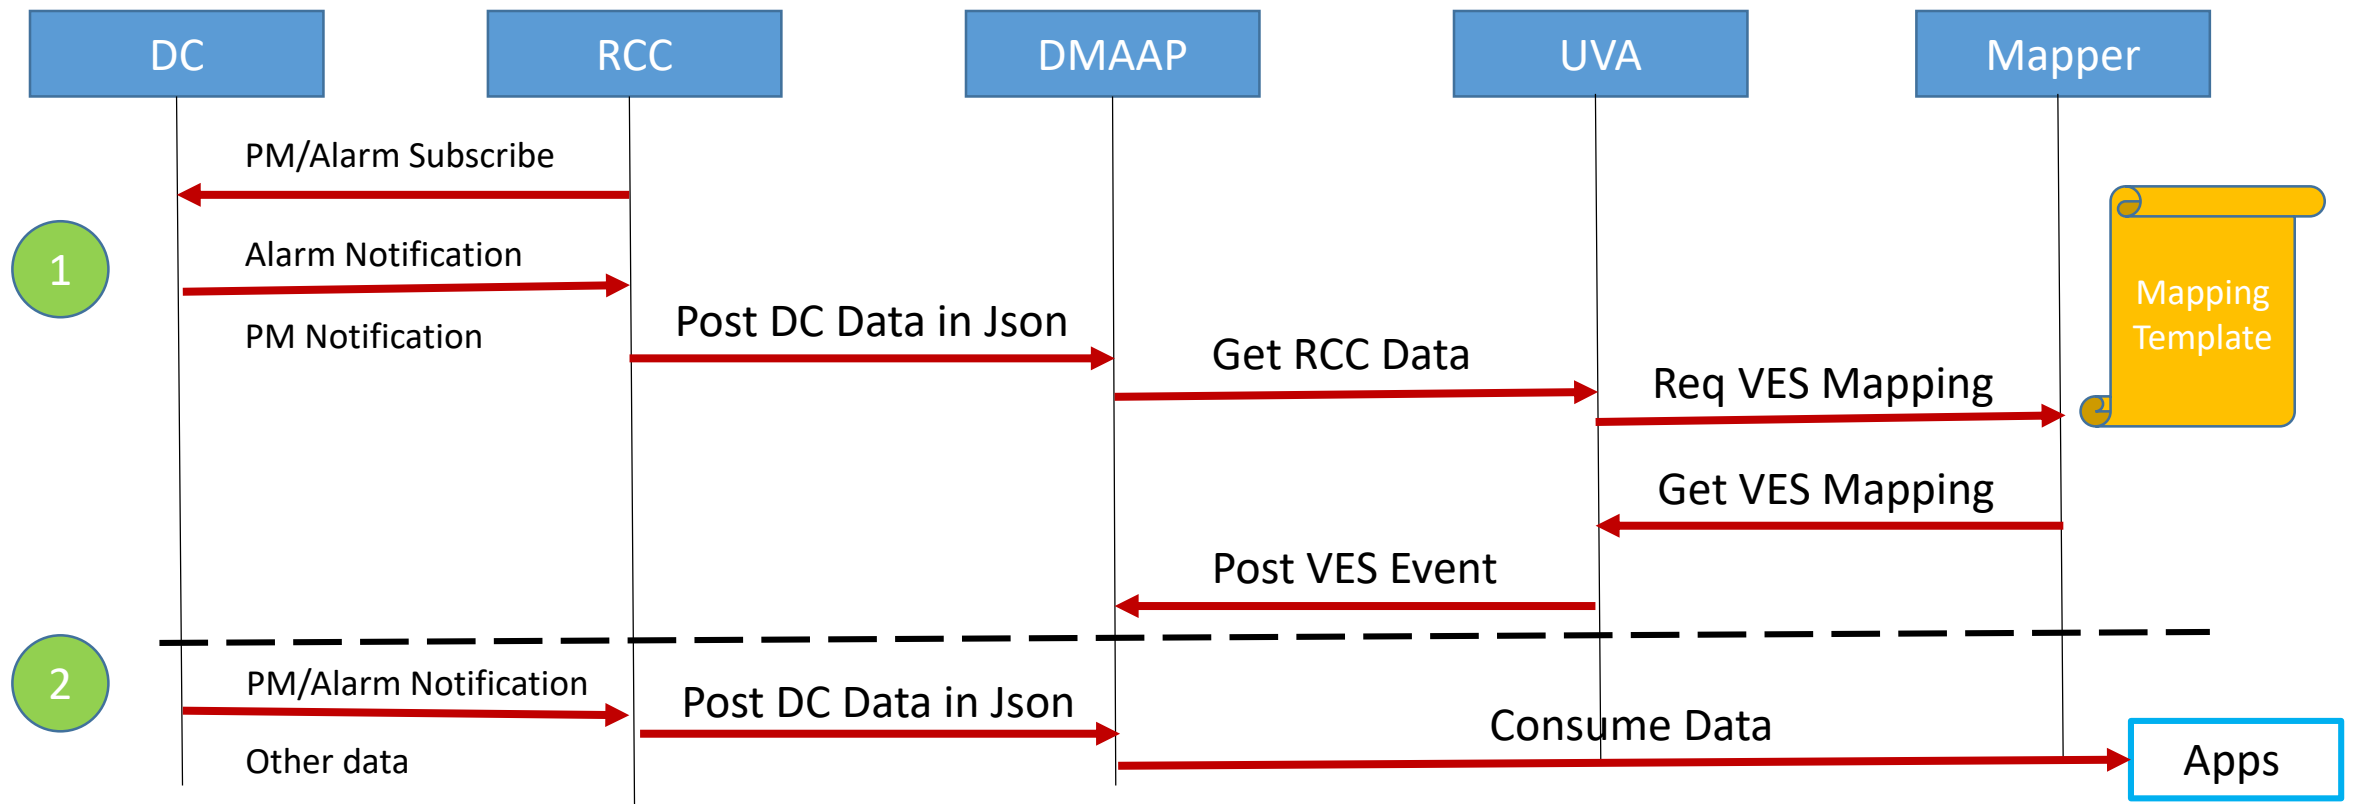 DC
RCC
DMAAP
UVA
Mapper
PM/Alarm Subscribe
1
Alarm Notification
PM Notification
Post DC Data in Json
Get RCC Data
Req VES Mapping
Mapping
Template
Get VES Mapping
Post VES Event
2
PM/Alarm Notification
Post DC Data in Json
Consume Data
Other data
Apps